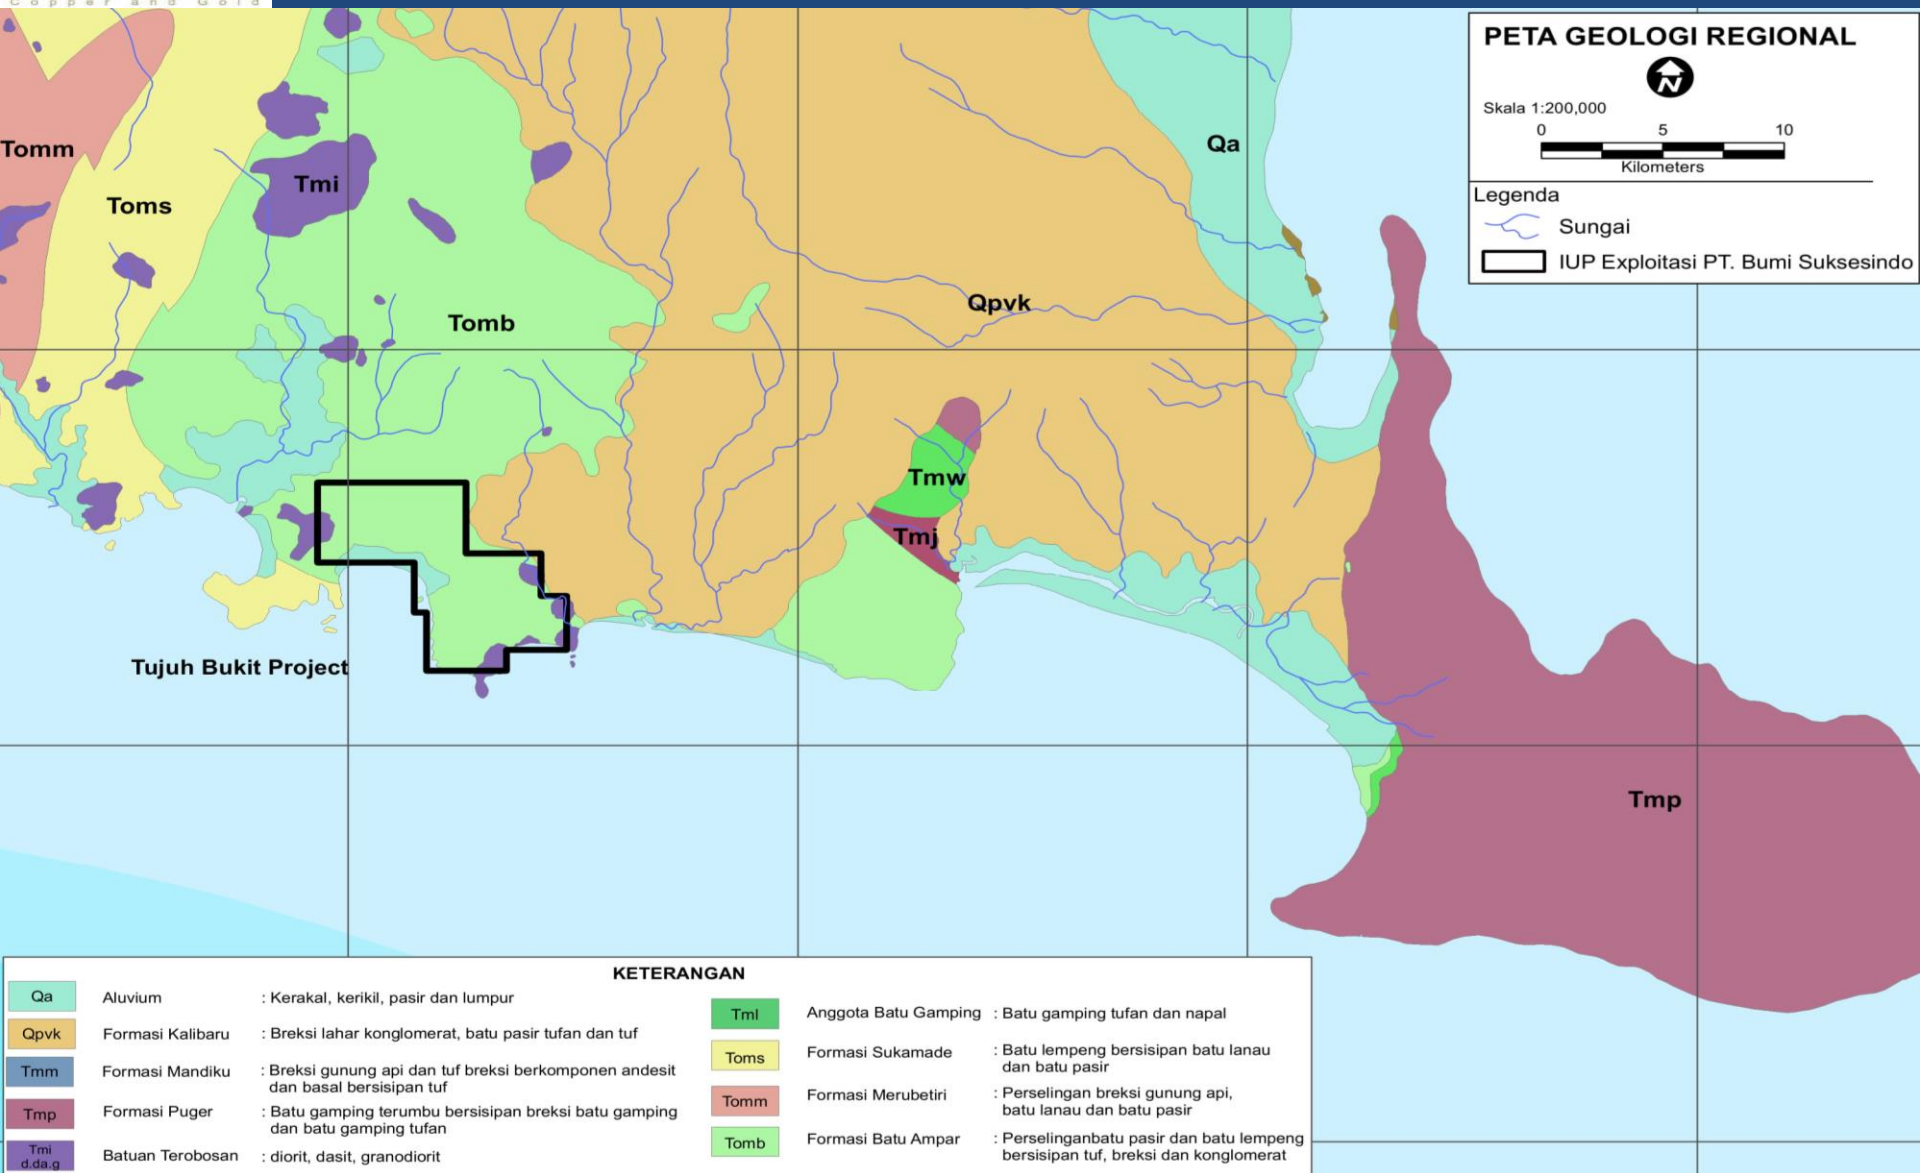 Copper and Gold
PETA GEOLOGI REGIONAL
N
Skala 1:200,000
0 5 10
Kilometers
Legenda
Sungai
IUP Exploitasi PT. Bumi Suksesindo
Qa
Tomm
Tmi
Toms
Qpvk
Tomb
Tmw
Tmj
Tujuh Bukit Project
Tmp
KETERANGAN
Qa Aluvium : Kerakal, kerikil, pasir dan lumpur
Qpvk Formasi Kalibaru : Breksi lahar konglomerat, batu pasir tufan dan tuf
Tmm Formasi Mandiku : Breksi gunung api dan tuf breksi berkomponen andesit
dan basal bersisipan tuf
Tmp Formasi Puger : Batu gamping terumbu bersisipan breksi batu gamping
dan batu gamping tufan
Tmi
d.da.g Batuan Terobosan : diorit, dasit, granodiorit
Tml Anggota Batu Gamping : Batu gamping tufan dan napal
Toms Formasi Sukamade : Batu lempeng bersisipan batu lanau
dan batu pasir
Tomm Formasi Merubetiri : Perselingan breksi gunung api,
batu lanau dan batu pasir
Tomb Formasi Batu Ampar : Perselinganbatu pasir dan batu lempeng
bersisipan tuf, breksi dan konglomerat